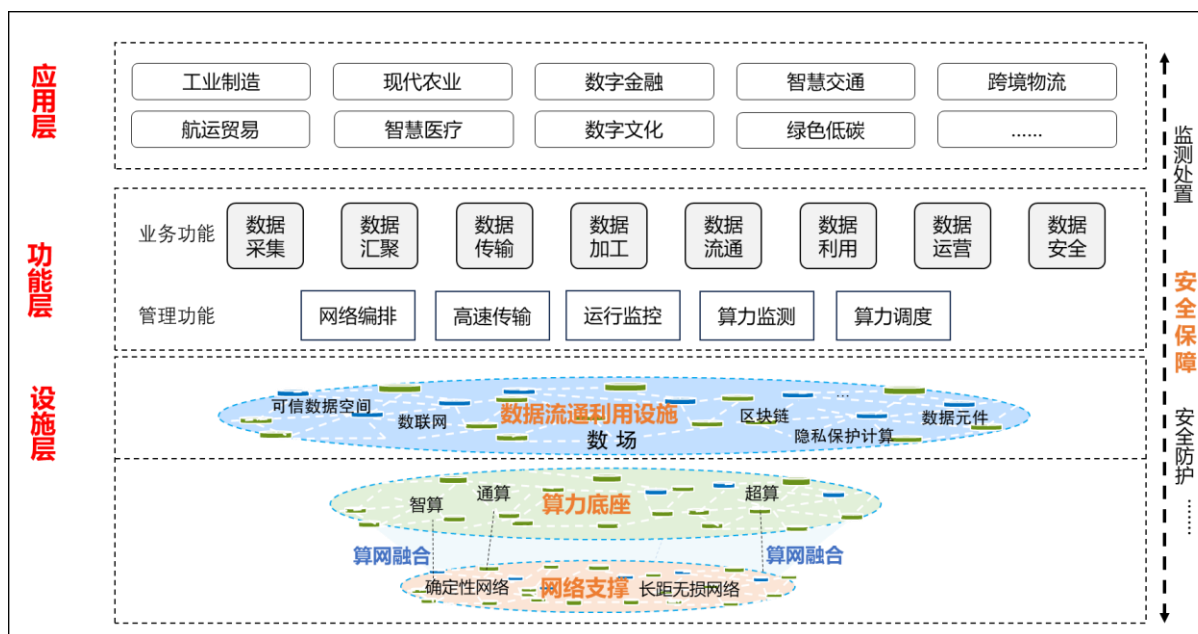 应用层
工业制造
现代农业
数字金融
智慧交通
跨境物流
航运贸易
智慧医疗
数字文化
绿色低碳
......
功能层
业务功能
数据
采集
数据
汇聚
数据
传输
数据
加工
数据
流通
数据
利用
数据
运营
数据
安全
管理功能
网络编排
高速传输
运行监控
算力监测
算力调度
设施层
可信数据空间
数联网
数据流通利用设施
数 场
区块链
...
隐私保护计算
数据元件
智算
通算
算力底座
超算
算网融合
算网融合
确定性网络
网络支撑
长距无损网络
监测处置
安全保障
安全防护
......